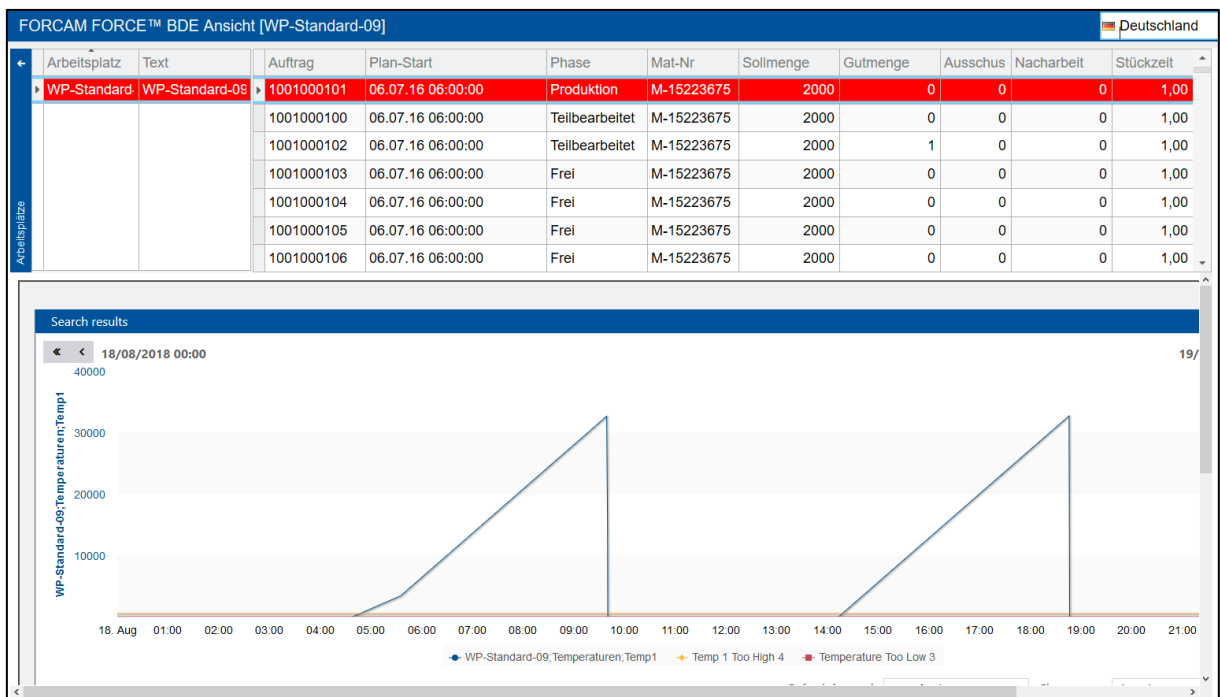 FORCAM FORCE™ BDE Ansicht [WP-Standard-09]
Deutschland
Arbeitsplatz Text Auftrag Plan-Start Phase Mat-Nr Sollmenge Gutmenge Ausschus Nacharbeit Stückzeit
WP-Standard- WP-Standard-09 1001000101 06.07.16 06:00:00 Produktion M-15223675 2000 0 0 0 1,00
1001000100 06.07.16 06:00:00 Teilbearbeitet M-15223675 2000 0 0 0 1,00
1001000102 06.07.16 06:00:00 Teilbearbeitet M-15223675 2000 1 0 0 1,00
1001000103 06.07.16 06:00:00 Frei M-15223675 2000 0 0 0 1,00
1001000104 06.07.16 06:00:00 Frei M-15223675 2000 0 0 0 1,00
1001000105 06.07.16 06:00:00 Frei M-15223675 2000 0 0 0 1,00
1001000106 06.07.16 06:00:00 Frei M-15223675 2000 0 0 0 1,00
Arbeitsplätze
Search results
18/08/2018 00:00 19/
WP-Standard-09;Temperaturen;Temp1
40000
30000
20000
10000
18. Aug 01:00 02:00 03:00 04:00 05:00 06:00 07:00 08:00 09:00 10:00 11:00 12:00 13:00 14:00 15:00 16:00 17:00 18:00 19:00 20:00 21:00
WP-Standard-09;Temperaturen;Temp1 Temp 1 Too High 4 Temperature Too Low 3